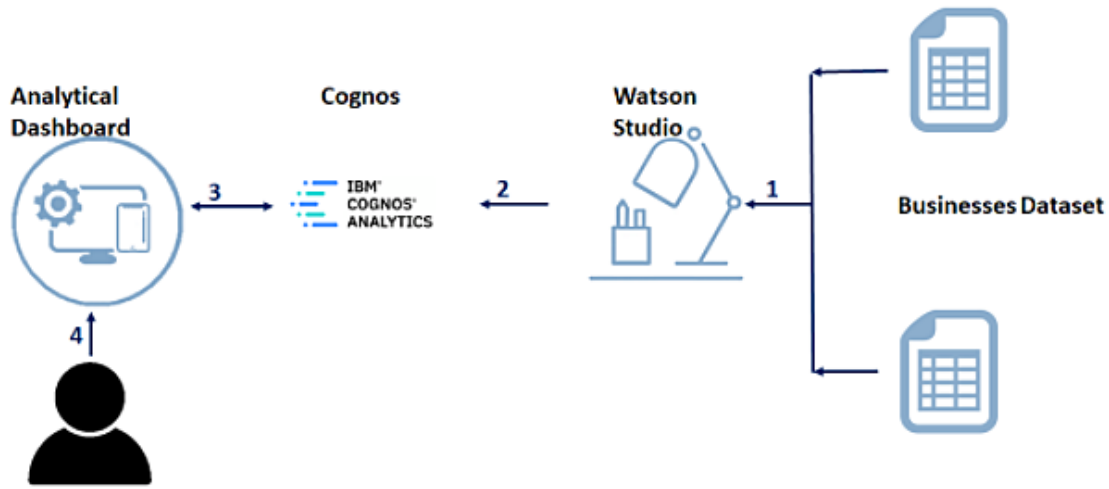 Analytical
Dashboard
Cognos
Watson
Studio
3
IBM®
COGNOS®
ANALYTICS
2
1
Businesses Dataset
4